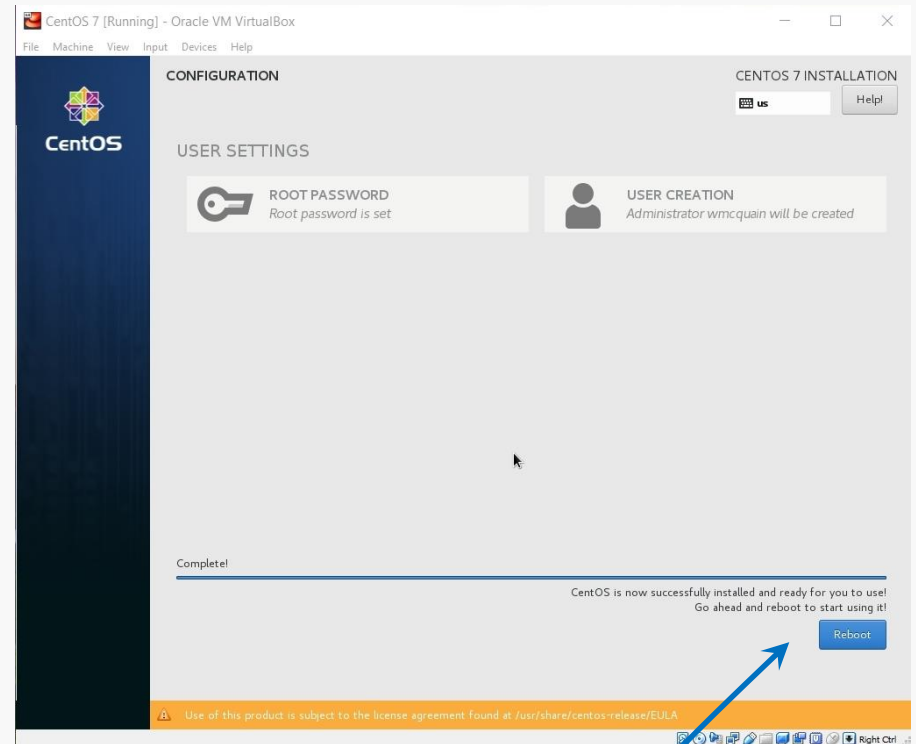 CentOS 7 [Running] - Oracle VM VirtualBox
File Machine View Input Devices Help
CentOS
CONFIGURATION
CENTOS 7 INSTALLATION
us
Help!
USER SETTINGS
ROOT PASSWORD
Root password is set
USER CREATION
Administrator wmcquain will be created
Complete!
CentOS is now successfully installed and ready for you to use!
Go ahead and reboot to start using it!
Reboot
Use of this product is subject to the license agreement found at /usr/share/centos-release/EULA
Right Ctrl